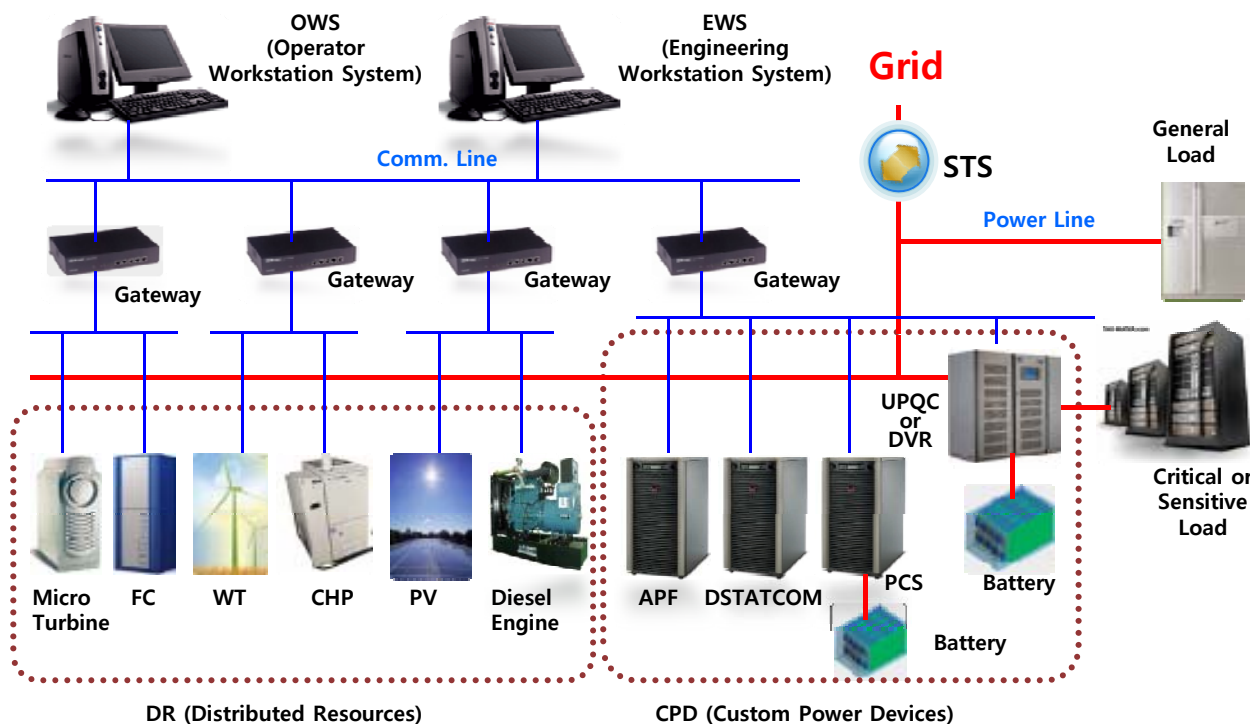 OWS
(Operator
Workstation System)
EWS
(Engineering
Workstation System)
Grid
STS
General
Load
Comm. Line
Power Line
Gateway
Gateway
Gateway
Gateway
UPQC
or
DVR
Critical or
Sensitive
Load
Micro
Turbine
FC
WT
CHP
PV
Diesel
Engine
APF
DSTATCOM
PCS
Battery
Battery
DR (Distributed Resources)
CPD (Custom Power Devices)